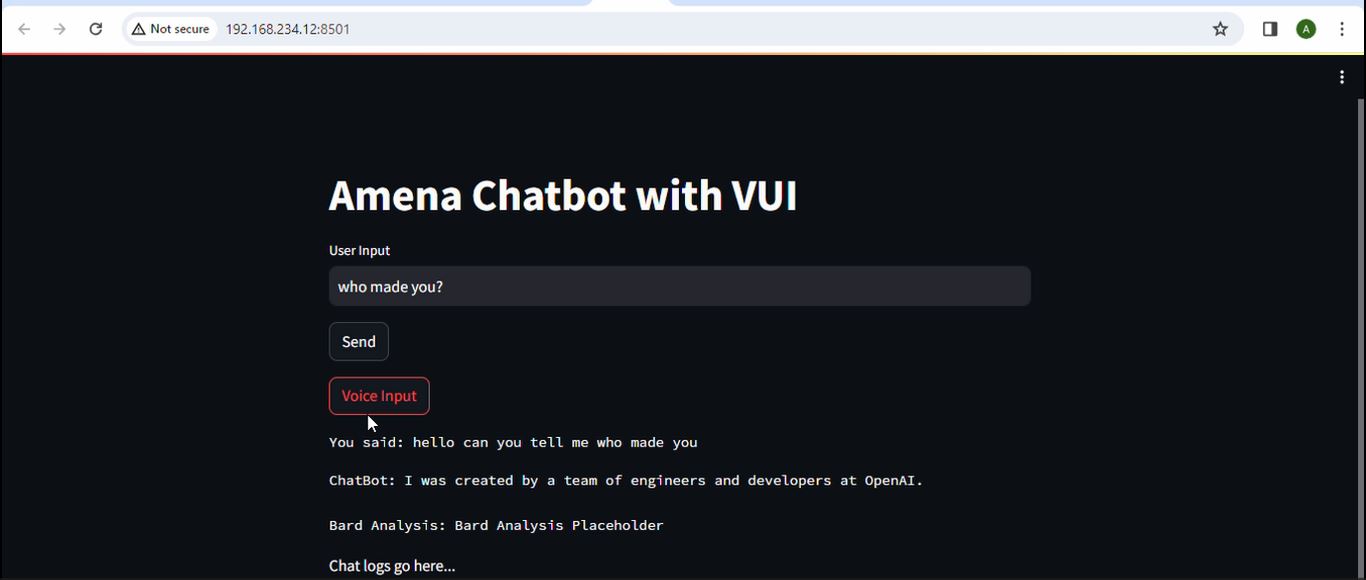 Not secure 192.168.234.12:8501
A
Amena Chatbot with VUI
User Input
who made you?
Send
Voice Input
You said: hello can you tell me who made you
ChatBot: I was created by a team of engineers and developers at OpenAI.
Bard Analysis: Bard Analysis Placeholder
Chat logs go here...